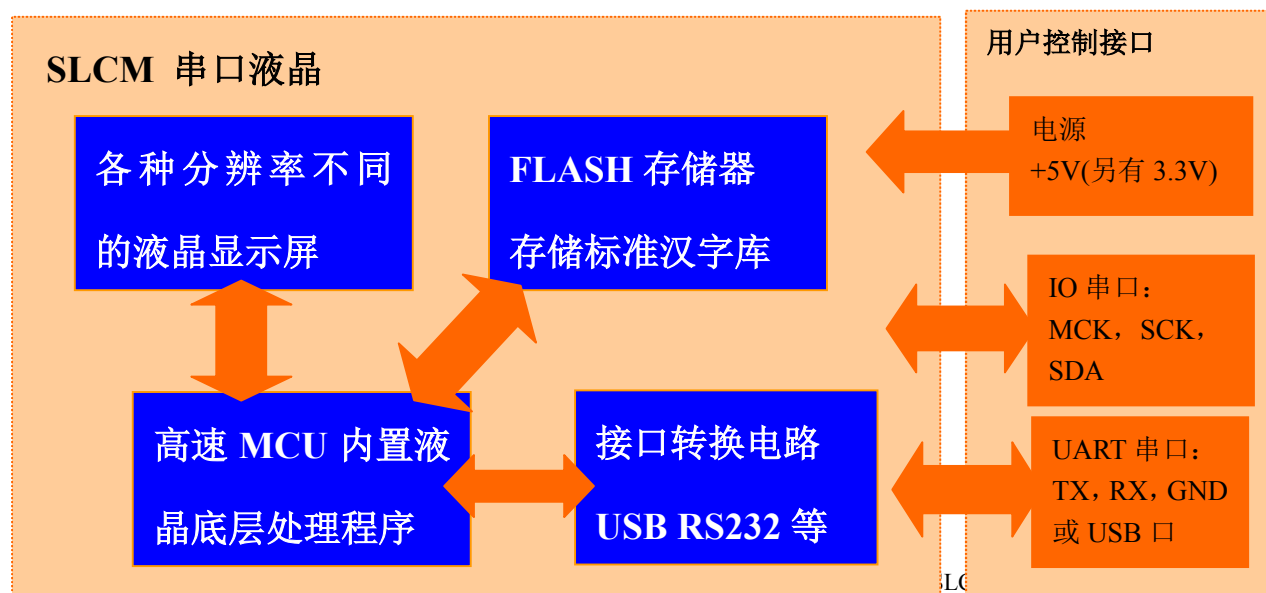 SLCM 串口液晶
各种分辨率不同
的液晶显示屏
FLASH 存储器
存储标准汉字库
高速 MCU 内置液
晶底层处理程序
接口转换电路
USB RS232 等
用户控制接口
电源
+5V(另有 3.3V)
IO 串口：
MCK，SCK，
SDA
UART 串口：
TX，RX，GND
或 USB 口